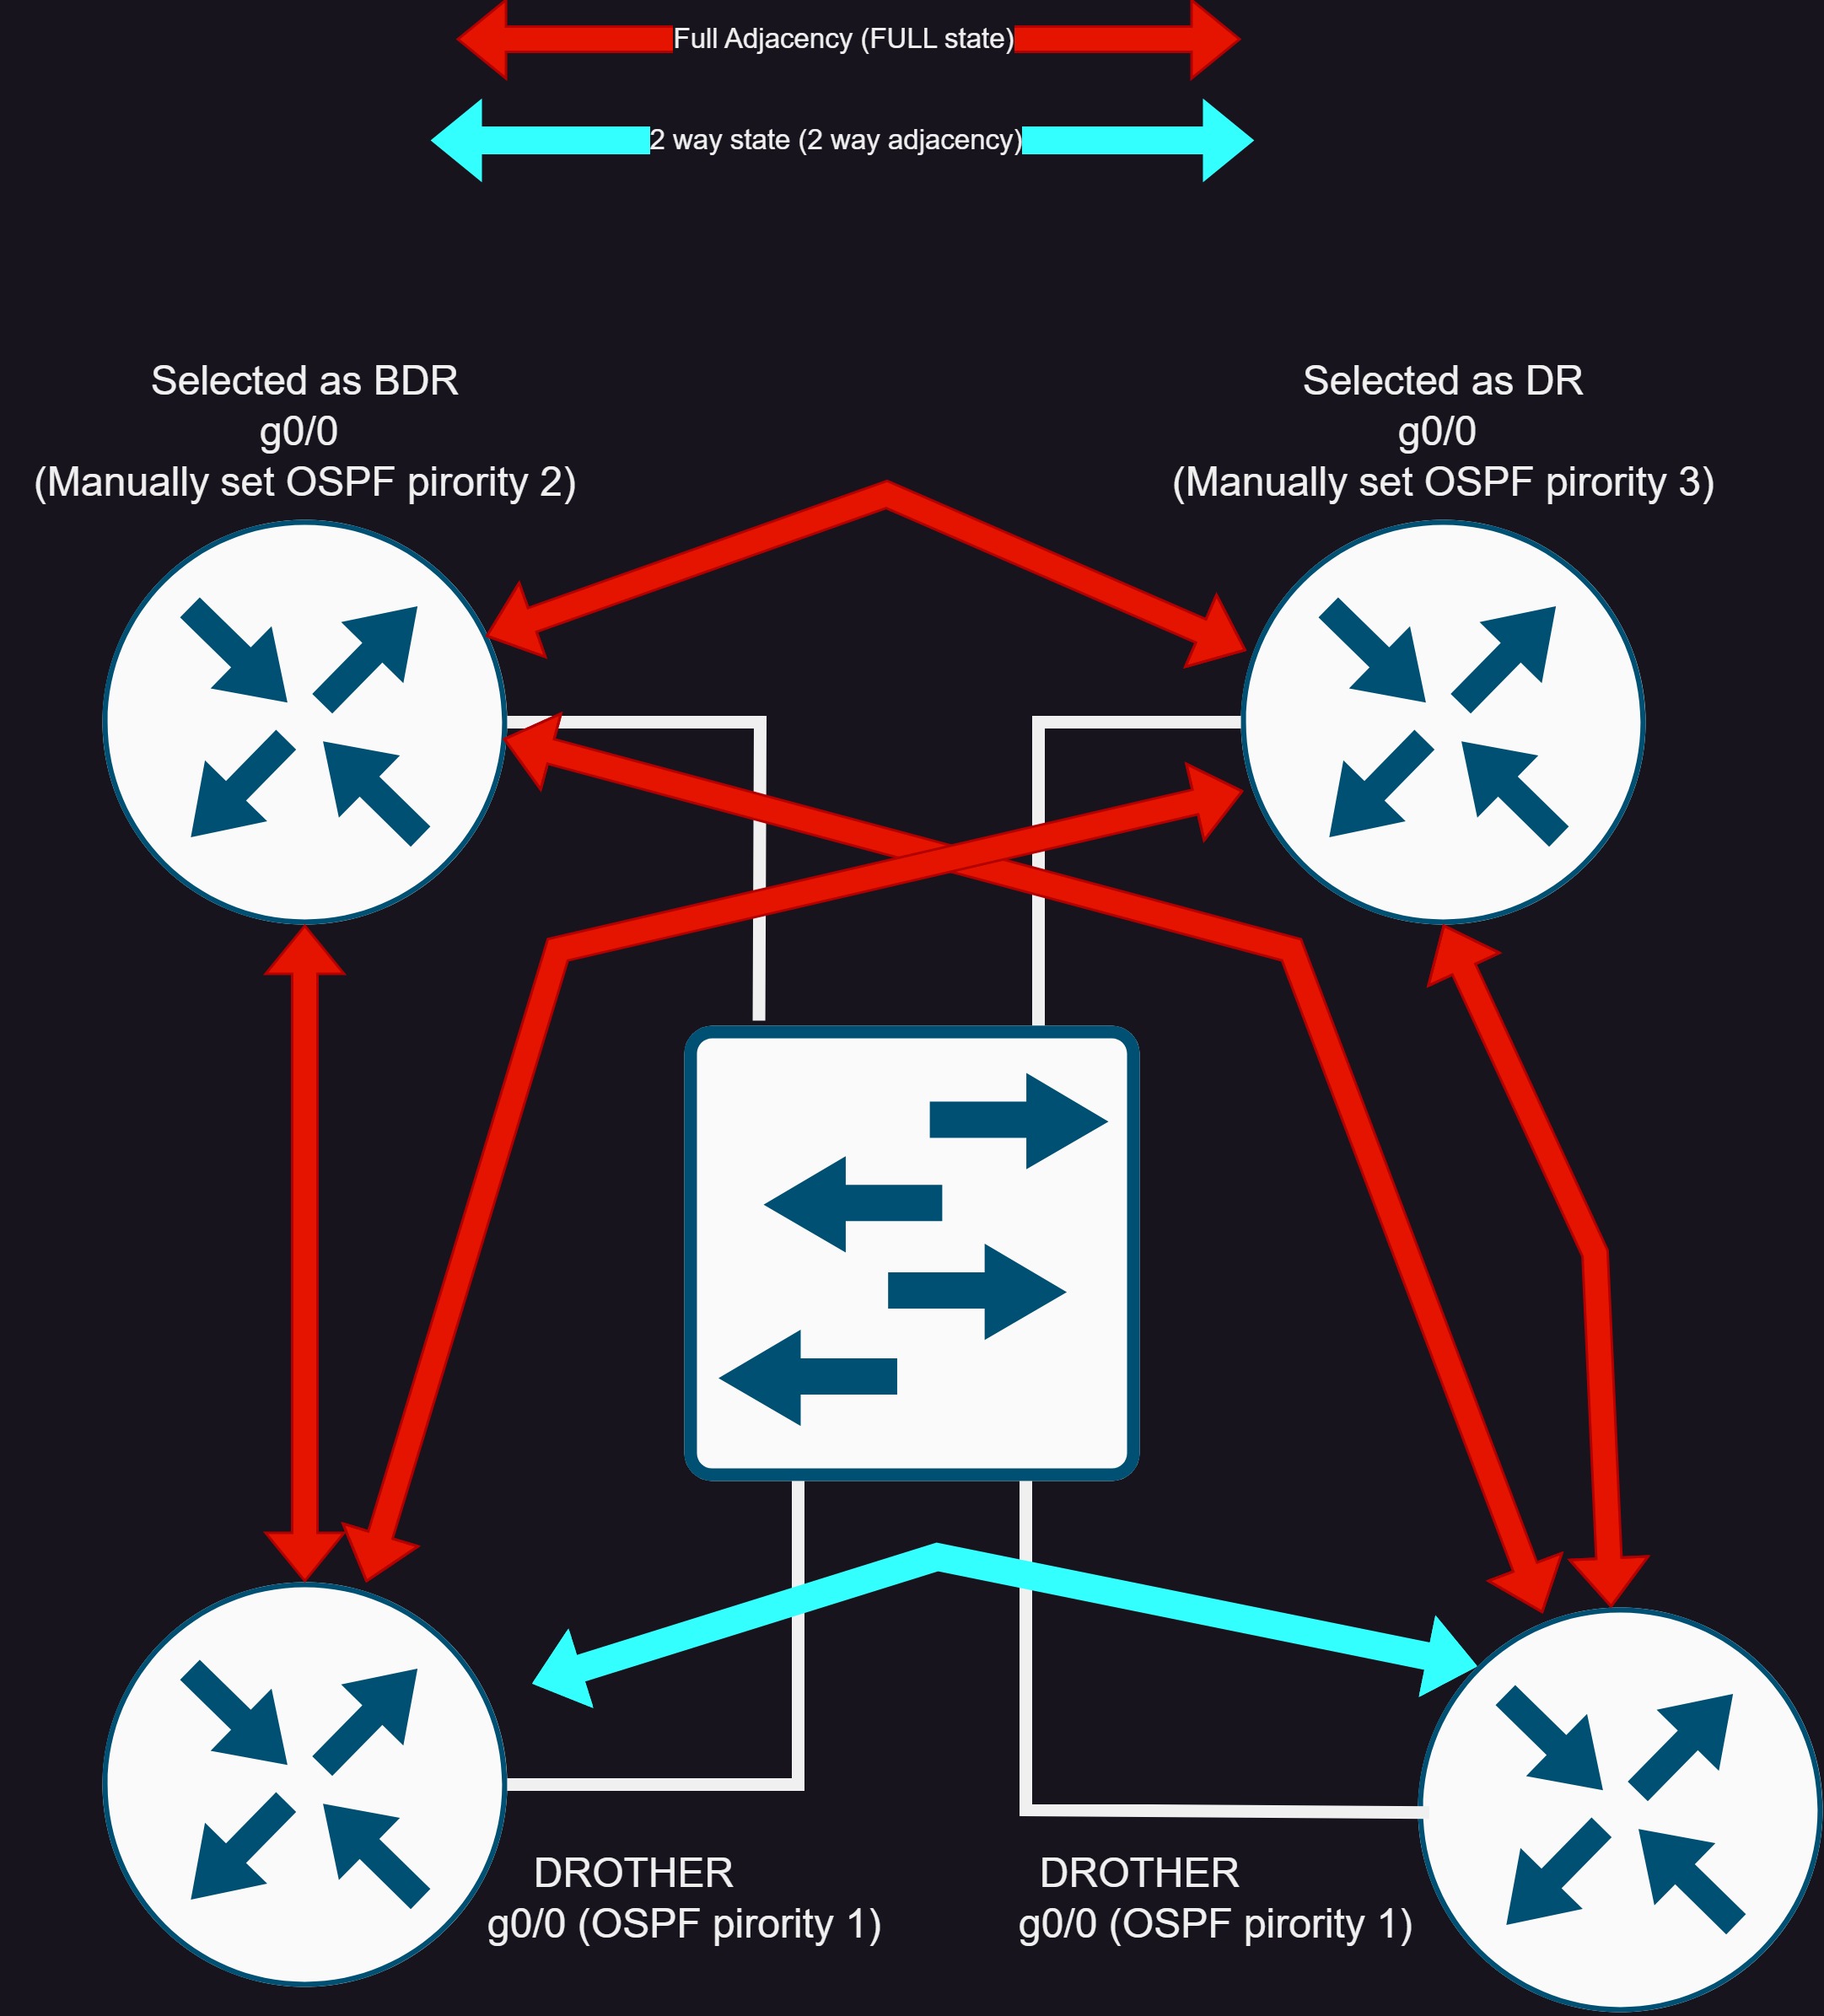 Full Adjacency (FULL state)
2 way state (2 way adjacency)
Selected as BDR
g0/0
(Manually set OSPF pirority 2)
Selected as DR
g0/0
(Manually set OSPF pirority 3)
DROTHER
g0/0 (OSPF pirority 1)
DROTHER
g0/0 (OSPF pirority 1)